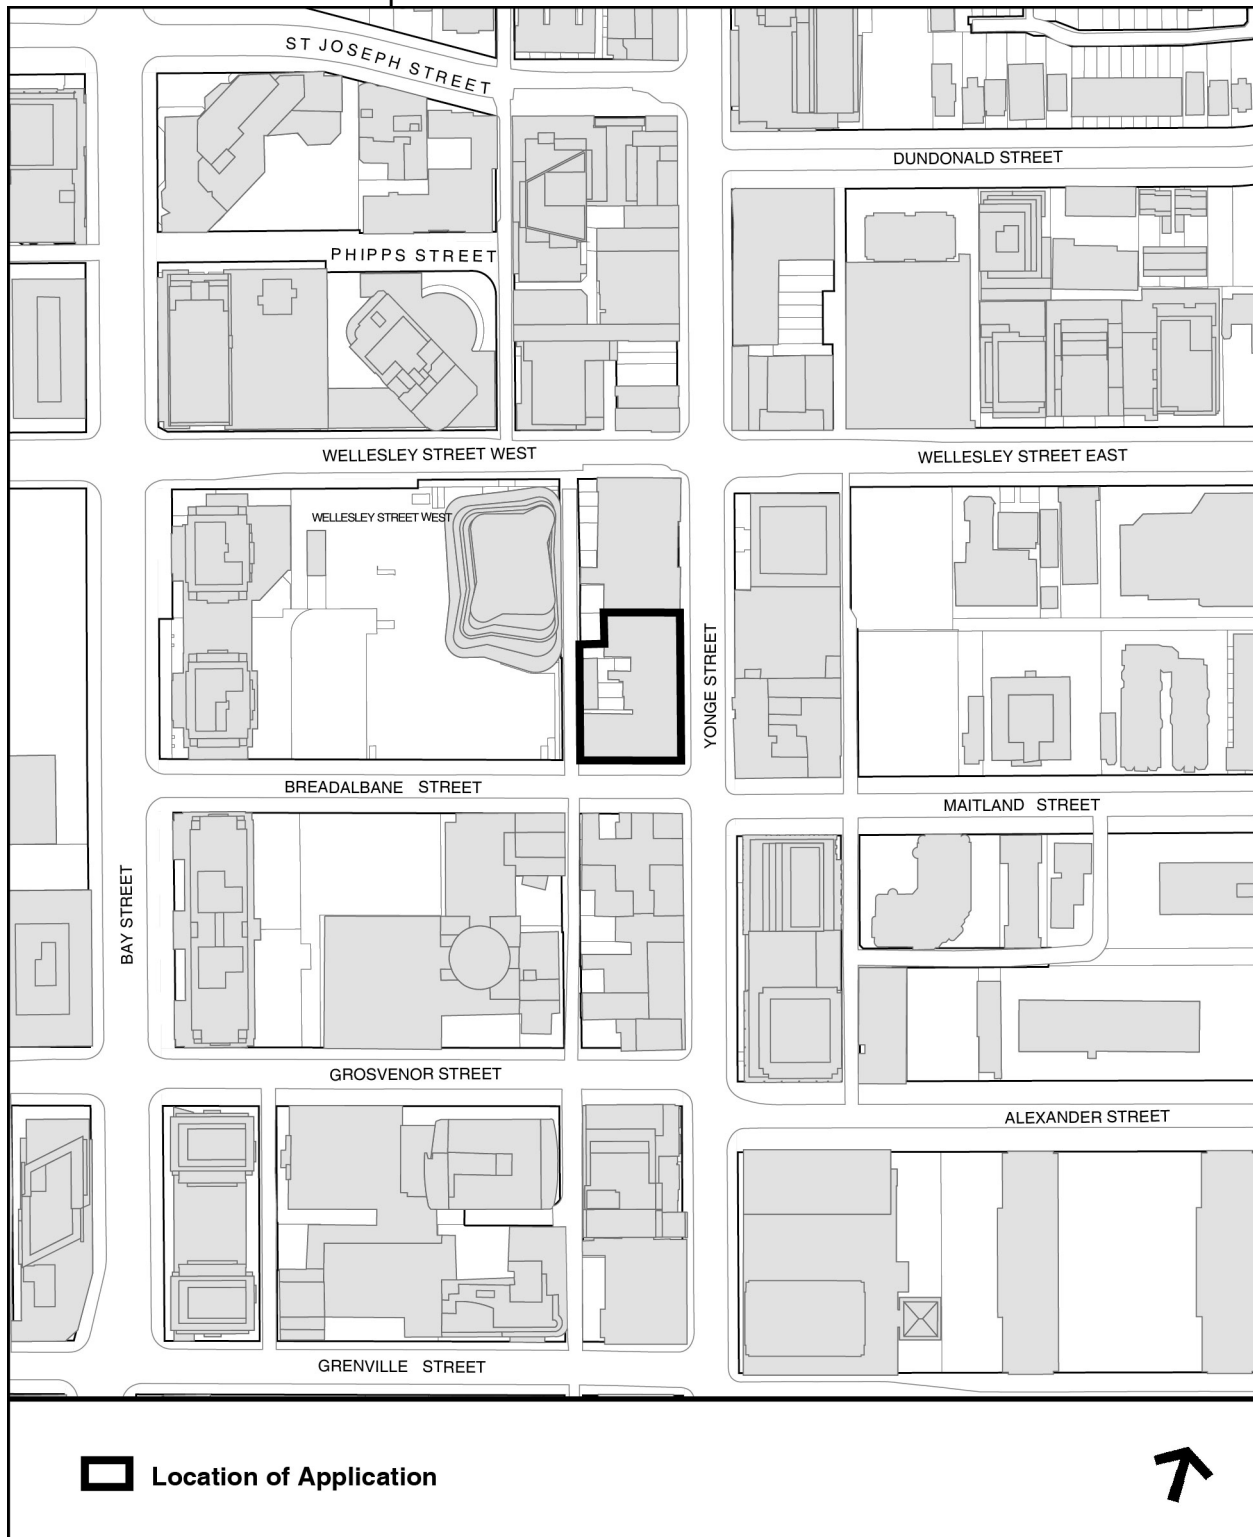 ST JOSEPH STREET
DUNDONALD STREET
PHIPPS STREET
WELLESLEY STREET WEST
WELLESLEY STREET EAST
WELLESLEY STREET WEST
YONGE STREET
BREADALBANE STREET
MAITLAND STREET
BAY STREET
GROSVENOR STREET
ALEXANDER STREET
GRENVILLE STREET
Location of Application